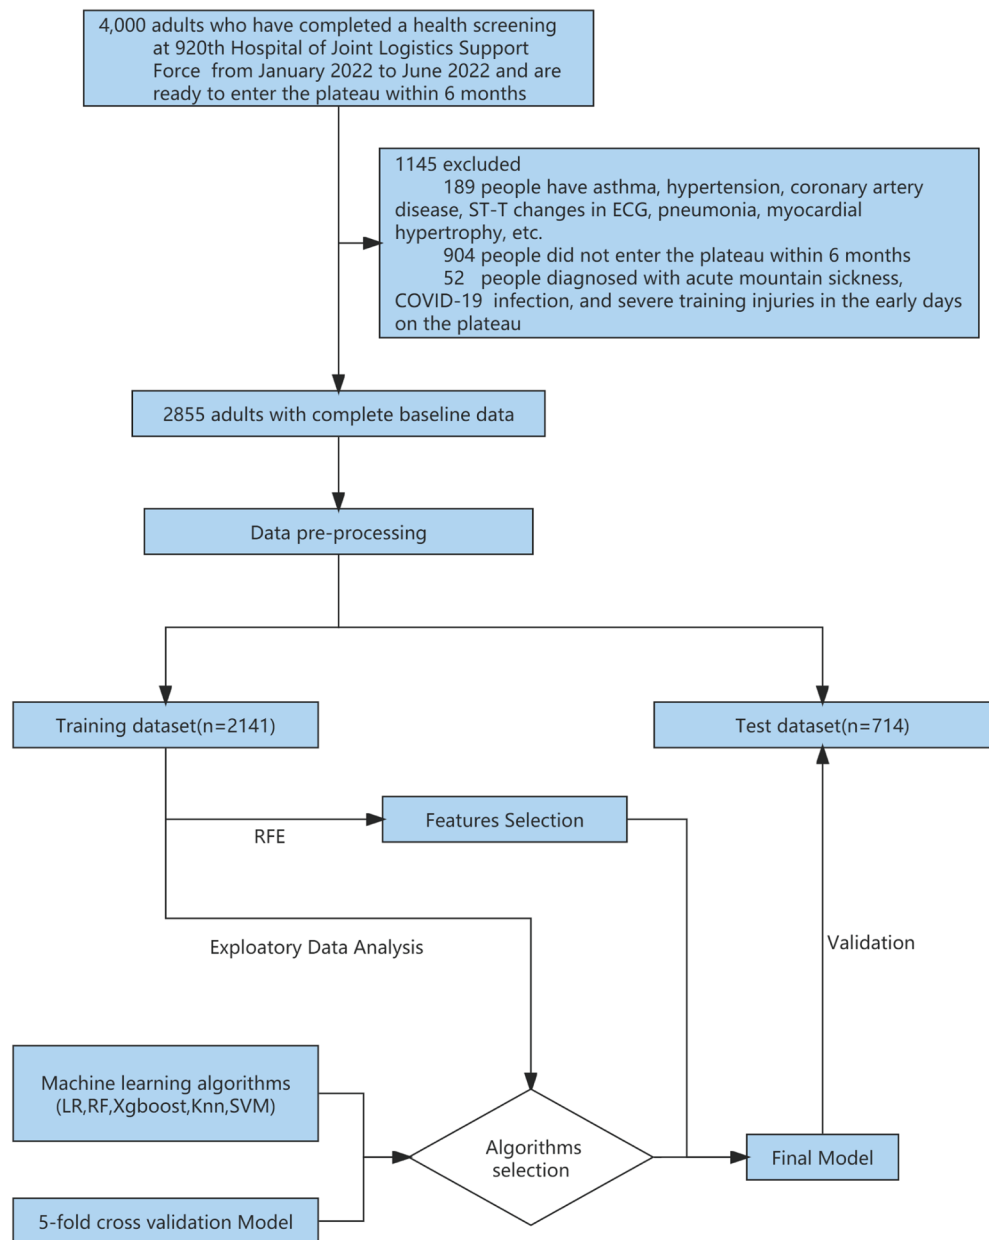 4,000 adults who have completed a health screening
at 920th Hospital of Joint Logistics Support
Force from January 2022 to June 2022 and are
ready to enter the plateau within 6 months
1145 excluded
189 people have asthma, hypertension, coronary artery
disease, ST-T changes in ECG, pneumonia, myocardial
hypertrophy, etc.
904 people did not enter the plateau within 6 months
52 people diagnosed with acute mountain sickness,
COVID-19 infection, and severe training injuries in the early days
on the plateau
2855 adults with complete baseline data
Data pre-processing
Training dataset(n=2141)
Test dataset(n=714)
Features Selection
RFE
Exploatory Data Analysis
Validation
Machine learning algorithms
(LR,RF,Xgboost,Knn,SVM)
Algorithms
selection
Final Model
5-fold cross validation Model